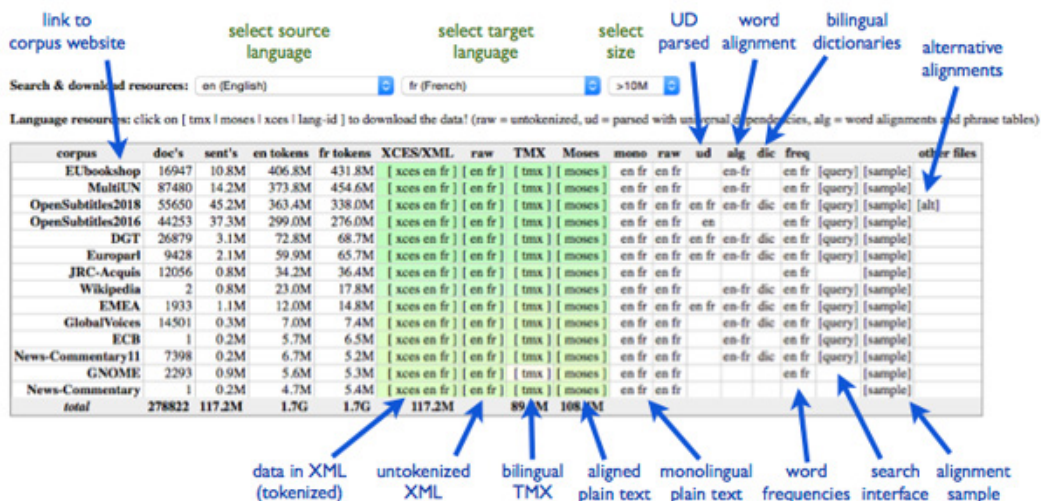 link to
corpus website
select source
language
select target
language
select
size
UD
parsed
word
alignment
bilingual
dictionaries
alternative
alignments
Search & download resources: en (English) fr (French) >10M
Language resources: click on [ tmx | moses | xces | lang-id ] to download the data! (raw = untokenized, ud = parsed with universal dependencies, alg = word alignments and phrase tables)
corpus doc's sent's en tokens fr tokens XCES/XML raw TMX Moses mono raw ud alg dic freq other files
EUbookshop 16947 10.8M 406.8M 431.8M [ xces en fr ] [ en fr ] [ tmx ] [ moses ] en fr en fr en-fr en fr [query] [sample]
MultiUN 87480 14.2M 373.8M 454.6M [ xces en fr ] [ en fr ] [ tmx ] [ moses ] en fr en fr en-fr en fr [query] [sample]
OpenSubtitles2018 55650 45.2M 363.4M 338.0M [ xces en fr ] [ en fr ] [ tmx ] [ moses ] en fr en fr en fr en-fr dic en fr [query] [sample] [alt]
OpenSubtitles2016 44253 37.3M 299.0M 276.0M [ xces en fr ] [ en fr ] [ tmx ] [ moses ] en fr en fr en en fr [query] [sample]
DGT 26879 3.1M 72.8M 68.7M [ xces en fr ] [ en fr ] [ tmx ] [ moses ] en fr en fr en fr en-fr dic en fr [query] [sample]
Europarl 9428 2.1M 59.9M 65.7M [ xces en fr ] [ en fr ] [ tmx ] [ moses ] en fr en fr en fr en-fr dic en fr [query] [sample]
JRC-Acquis 12056 0.8M 34.2M 36.4M [ xces en fr ] [ en fr ] [ tmx ] [ moses ] en fr en fr en fr [sample]
Wikipedia 2 0.8M 23.0M 17.8M [ xces en fr ] [ en fr ] [ tmx ] [ moses ] en fr en fr en-fr dic en fr [query] [sample]
EMEA 1933 1.1M 12.0M 14.8M [ xces en fr ] [ en fr ] [ tmx ] [ moses ] en fr en fr en fr en-fr dic en fr [query] [sample]
GlobalVoices 14501 0.3M 7.0M 7.4M [ xces en fr ] [ en fr ] [ tmx ] [ moses ] en fr en fr en-fr dic en fr [query] [sample]
ECB 1 0.2M 5.7M 6.5M [ xces en fr ] [ en fr ] [ tmx ] [ moses ] en fr en fr en-fr en fr [query] [sample]
News-Commentary11 7398 0.2M 6.7M 5.2M [ xces en fr ] [ en fr ] [ tmx ] [ moses ] en fr en fr en-fr dic en fr [query] [sample]
GNOME 2293 0.9M 5.6M 5.3M [ xces en fr ] [ en fr ] [ tmx ] [ moses ] en fr en fr en fr [sample]
News-Commentary 1 0.2M 4.7M 5.4M [ xces en fr ] [ en fr ] [ tmx ] [ moses ] en fr en fr [sample]
total 278822 117.2M 1.7G 1.7G 117.2M
data in XML
(tokenized)
untokenized
XML
bilingual
TMX
aligned
plain text
monolingual
plain text
word
frequencies
search
interface
alignment
sample